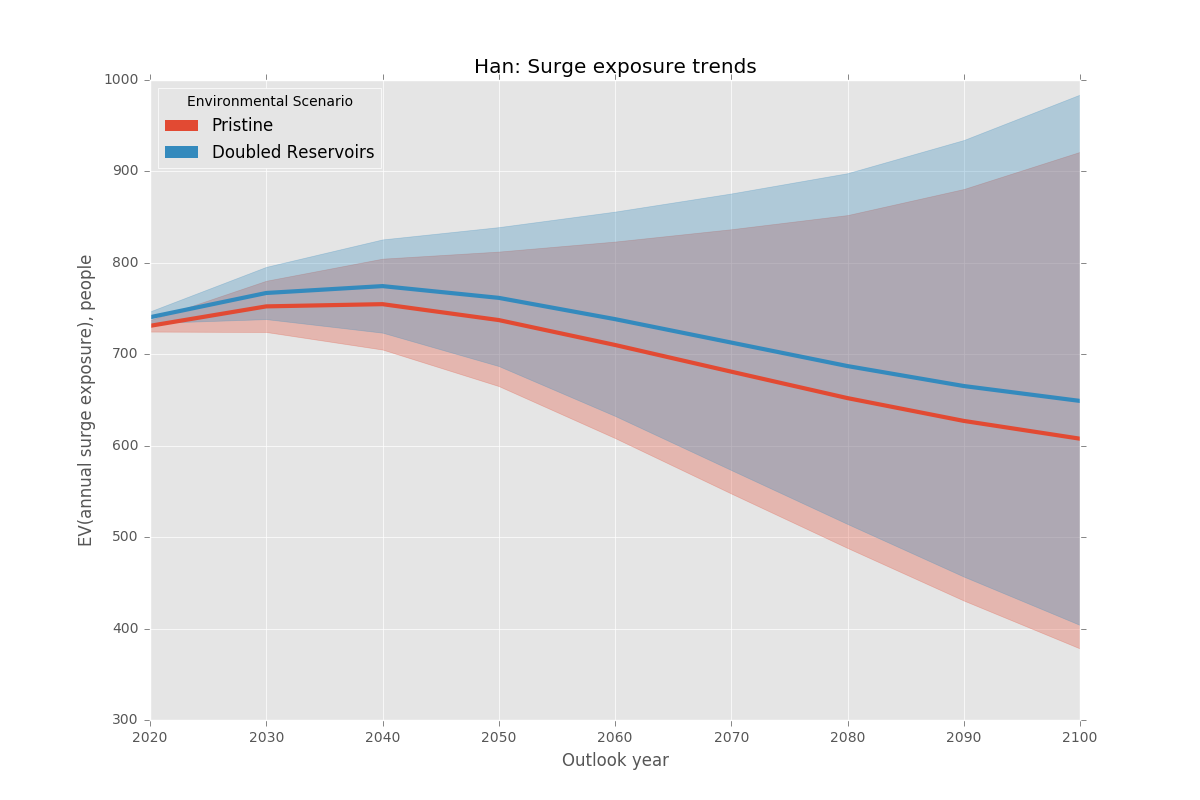 Han: Surge exposure trends
Environmental Scenario
Pristine
Doubled Reservoirs
EV(annual surge exposure), people
1000
900
800
700
600
500
400
300
2020 2030 2040 2050 2060 2070 2080 2090 2100
Outlook year